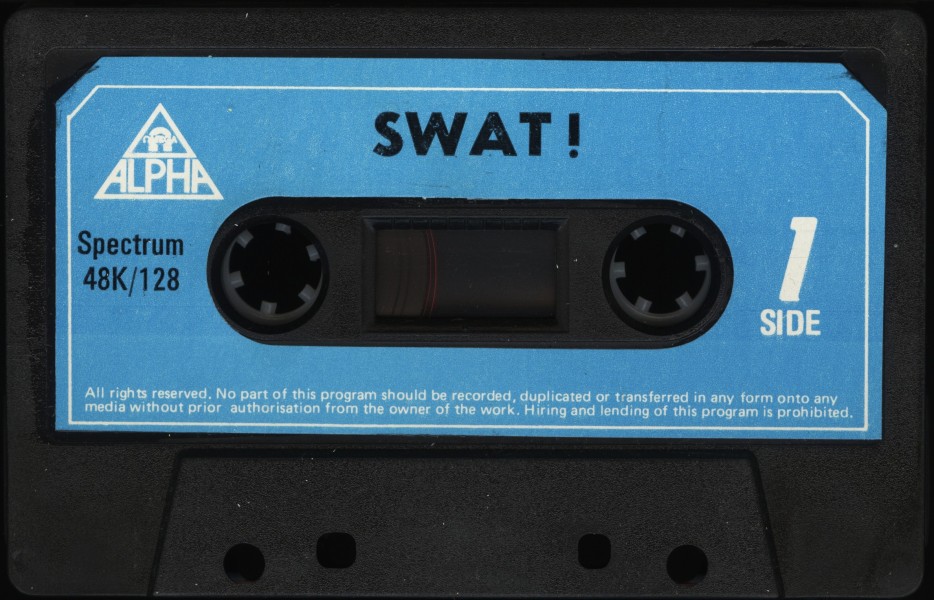 SWAT!
ALPHA
Spectrum
48K/128
1
SIDE
All rights reserved. No part of this program should be recorded, duplicated or transferred in any form onto any
media without prior authorisation from the owner of the work. Hiring and lending of this program is prohibited.